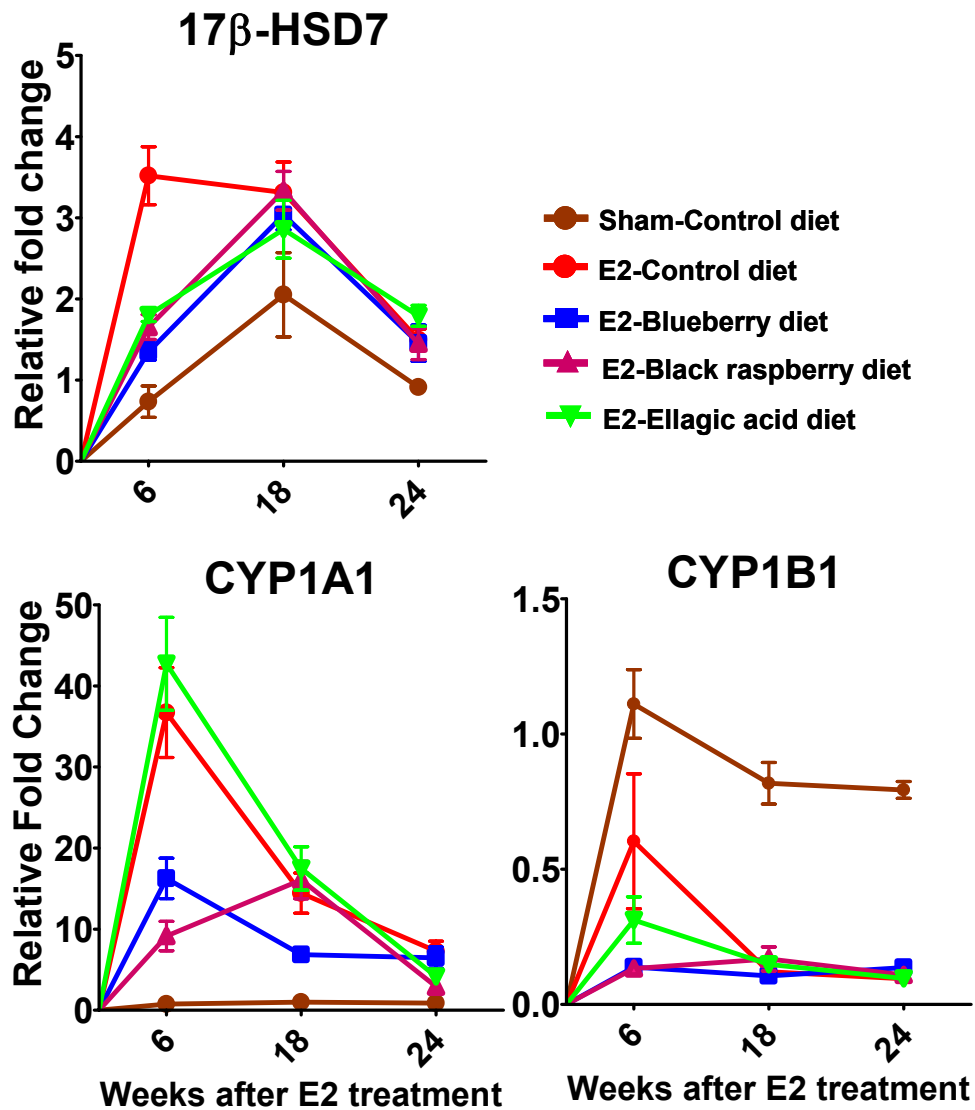 17β-HSD7
Relative fold change
5
4
3
2
1
0
6
18
24
Sham-Control diet
E2-Control diet
E2-Blueberry diet
E2-Black raspberry diet
E2-Ellagic acid diet
CYP1A1
Relative Fold Change
50
40
30
20
10
0
6
18
24
Weeks after E2 treatment
CYP1B1
1.5
1.0
0.5
0.0
6
18
24
Weeks after E2 treatment